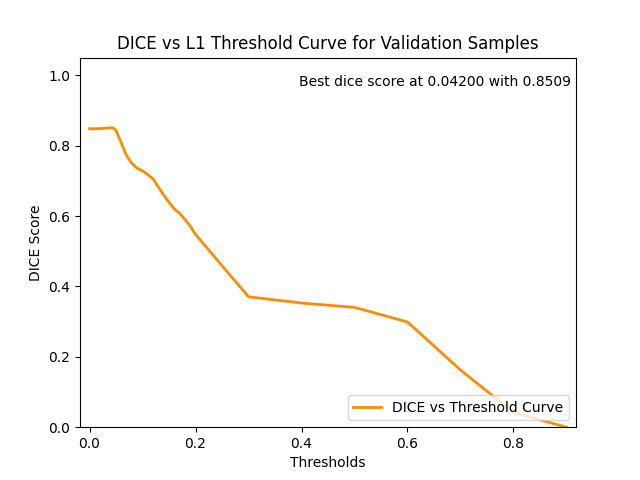 DICE vs L1 Threshold Curve for Validation Samples
Best dice score at 0.04200 with 0.8509
1.0
0.8
0.6
0.4
0.2
0.0
DICE Score
DICE vs Threshold Curve
0.0 0.2 0.4 0.6 0.8
Thresholds